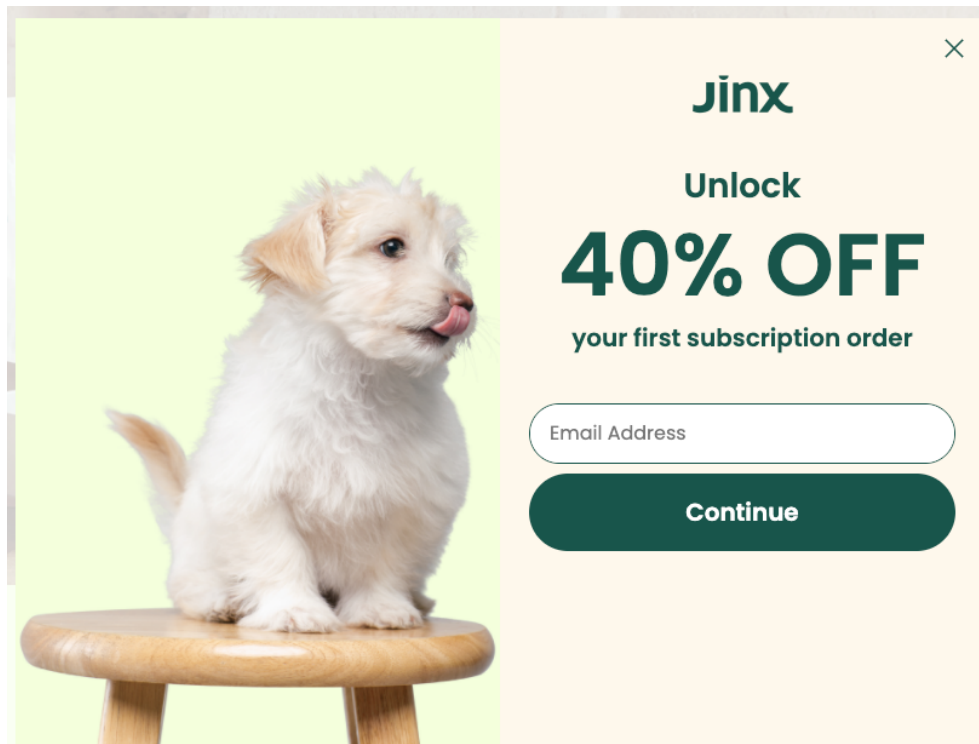 Jinx
Unlock
40% OFF
your first subscription order
Email Address
Continue